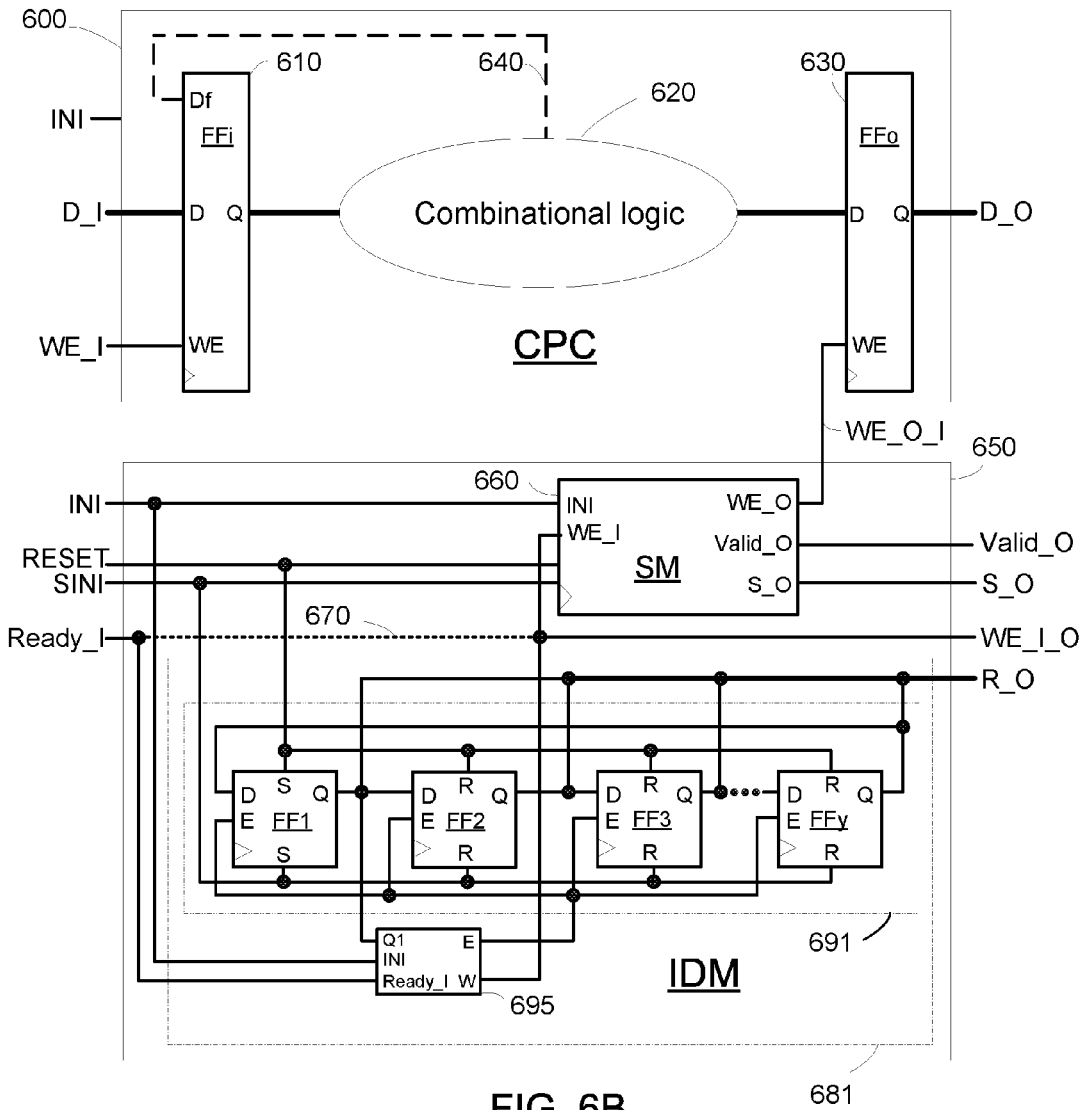 600
610
640
630
620
Df
INI
FFi
FFo
D_I
D Q
Combinational logic
D Q
D_O
WE_I
WE
CPC
WE
WE_O_I
650
660
INI
INI
WE_O
WE_I
RESET
Valid_O
Valid_O
SINI
SM
S_O
S_O
670
Ready_I
WE_I_O
R_O
S
R
R
R
D Q
D Q
D Q
D Q
E
FF1
E
FF2
E
FF3
E
FFy
S
R
R
R
691
Q1 E
INI
Ready_I W
IDM
695
681
FIG. 6B